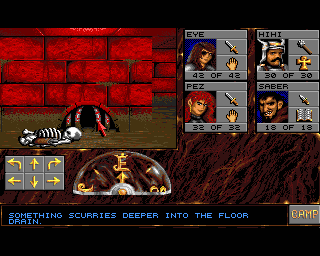 EYE
HIHI
42 OF 42
30 OF 30
PEZ
SABER
32 OF 32
18 OF 18
SOMETHING SCURRIES DEEPER INTO THE FLOOR
DRAIN.
CAMP